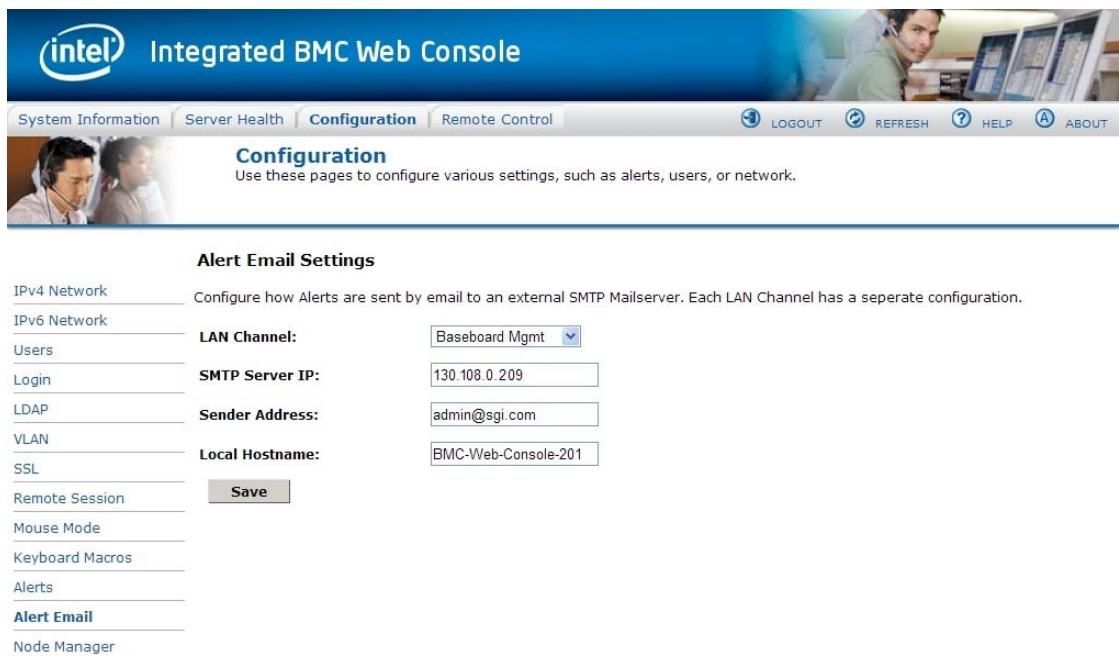 intel Integrated BMC Web Console
System Information Server Health Configuration Remote Control LOGOUT REFRESH ? HELP A ABOUT
Configuration
Use these pages to configure various settings, such as alerts, users, or network.
Alert Email Settings
Configure how Alerts are sent by email to an external SMTP Mailserver. Each LAN Channel has a seperate configuration.
IPv4 Network
IPv6 Network
Users
Login
LDAP
VLAN
SSL
Remote Session
Mouse Mode
Keyboard Macros
Alerts
Alert Email
Node Manager
LAN Channel: Baseboard Mgmt
SMTP Server IP: 130.108.0.209
Sender Address: admin@sgi.com
Local Hostname: BMC-Web-Console-201
Save